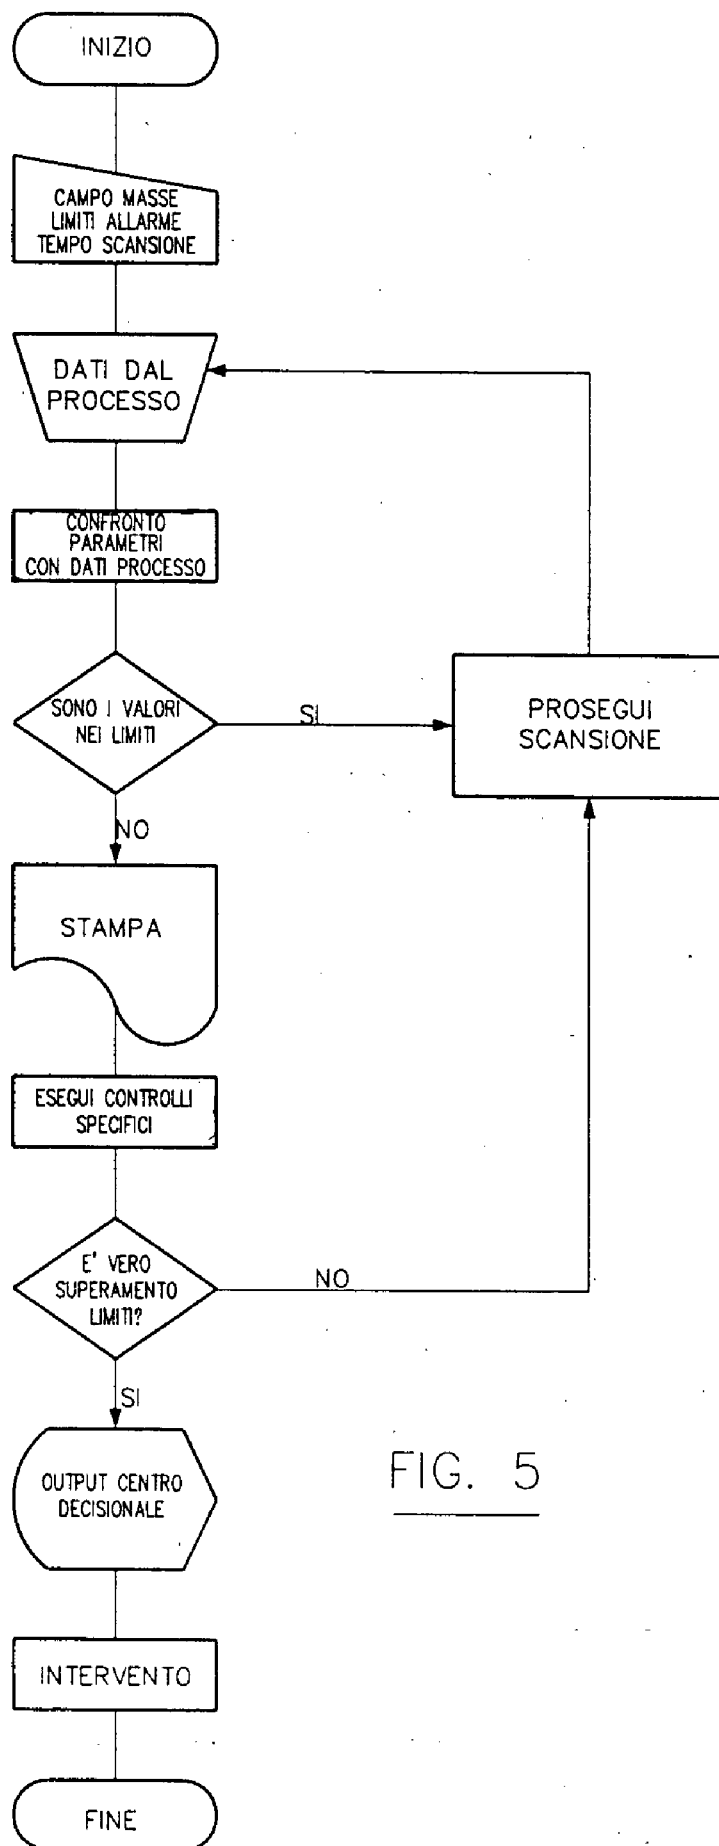 INIZIO
CAMPO MASSE
LIMITI ALLARME
TEMPO SCANSIONE
DATI DAL
PROCESSO
CONFRONTO
PARAMETRI
CON DATI PROCESSO
SONO I VALORI
NEI LIMITI
SI
PROSEGUI
SCANSIONE
NO
STAMPA
ESEGUI CONTROLLI
SPECIFICI
E' VERO
SUPERAMENTO
LIMITI?
NO
SI
OUTPUT CENTRO
DECISIONALE
FIG. 5
INTERVENTO
FINE